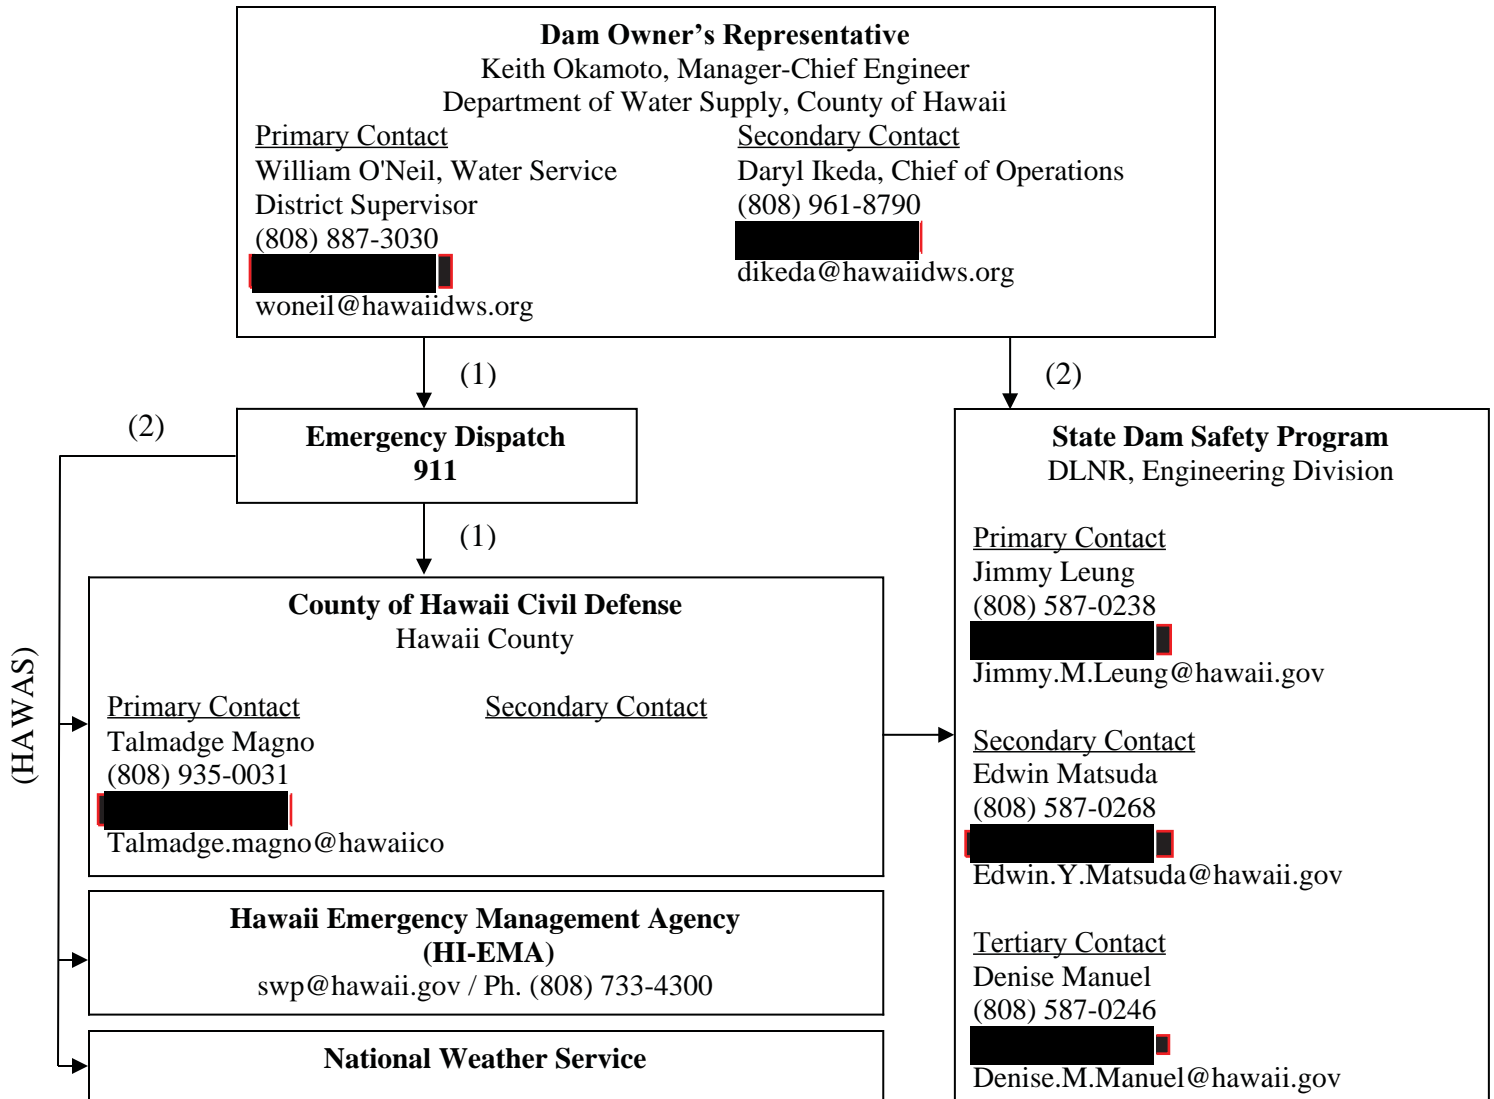 Dam Owner's Representative
Keith Okamoto, Manager-Chief Engineer
Department of Water Supply, County of Hawaii
Primary Contact
William O'Neil, Water Service
District Supervisor
(808) 887-3030
woneil@hawaiidws.org
Secondary Contact
Daryl Ikeda, Chief of Operations
(808) 961-8790
dikeda@hawaiidws.org
(1)
(2)
(2)
Emergency Dispatch
911
(1)
(HAWAS)
County of Hawaii Civil Defense
Hawaii County
Primary Contact
Talmadge Magno
(808) 935-0031
Talmadge.magno@hawaiico
Secondary Contact
Hawaii Emergency Management Agency
(HI-EMA)
swp@hawaii.gov / Ph. (808) 733-4300
National Weather Service
State Dam Safety Program
DLNR, Engineering Division
Primary Contact
Jimmy Leung
(808) 587-0238
Jimmy.M.Leung@hawaii.gov
Secondary Contact
Edwin Matsuda
(808) 587-0268
Edwin.Y.Matsuda@hawaii.gov
Tertiary Contact
Denise Manuel
(808) 587-0246
Denise.M.Manuel@hawaii.gov